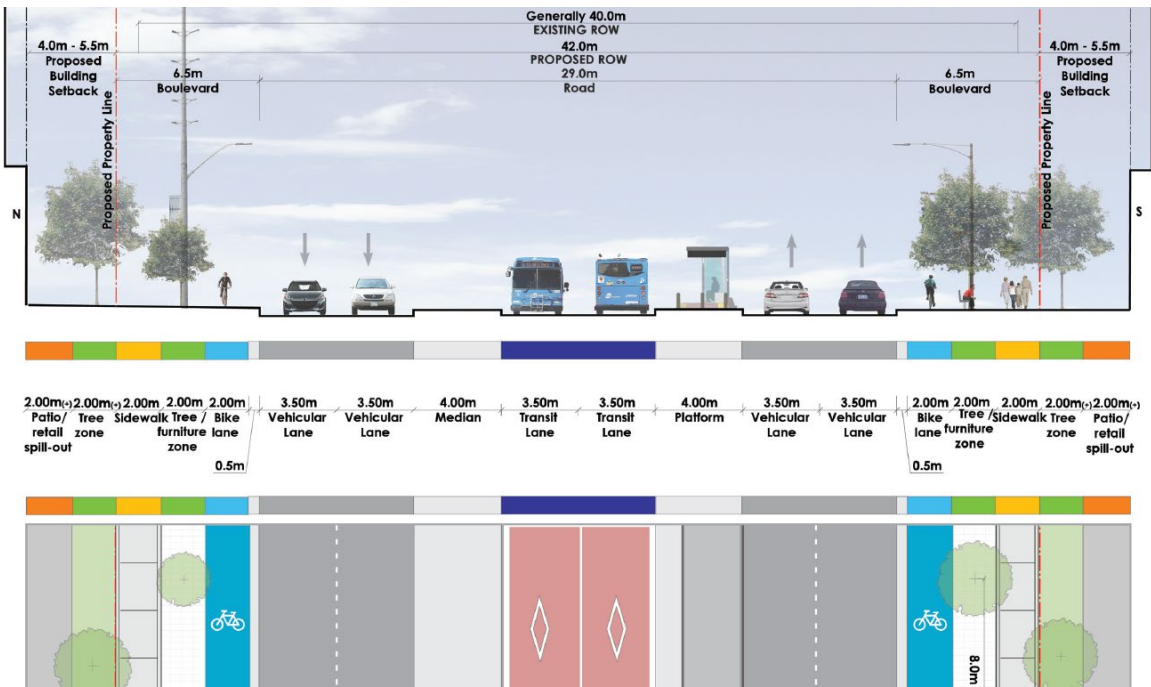 Generally 40.0m
EXISTING ROW
4.0m - 5.5m
Proposed
Building
Setback
42.0m
PROPOSED ROW
4.0m - 5.5m
Proposed
Building
Setback
6.5m
Boulevard
29.0m
Road
6.5m
Boulevard
Proposed Property Line
Proposed Property Line
N
S
2.00m(+)
Patio/
retail
spill-out
2.00m(+)
Tree
zone
2.00m
Sidewalk
2.00m
Tree /
furniture
zone
2.00m
Bike
lane
0.5m
3.50m
Vehicular
Lane
3.50m
Vehicular
Lane
4.00m
Median
3.50m
Transit
Lane
3.50m
Transit
Lane
4.00m
Platform
3.50m
Vehicular
Lane
3.50m
Vehicular
Lane
0.5m
2.00m
Bike
lane
2.00m
Tree /
furniture
zone
2.00m
Sidewalk
2.00m(+)
Tree
zone
2.00m(+)
Patio/
retail
spill-out
8.0m